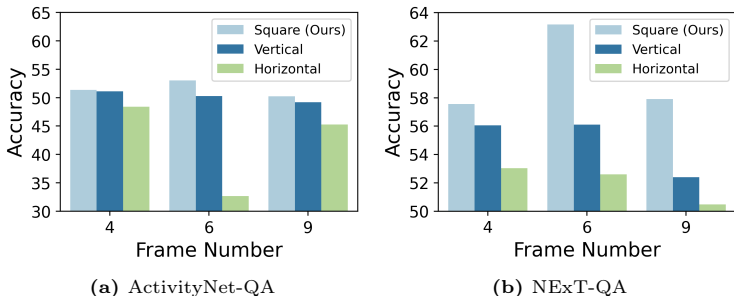 65
60
55
50
45
40
35
30
Accuracy
Square (Ours)
Vertical
Horizontal
4
6
9
Frame Number
(a) ActivityNet-QA
64
62
60
58
56
54
52
50
Accuracy
Square (Ours)
Vertical
Horizontal
4
6
9
Frame Number
(b) NExT-QA